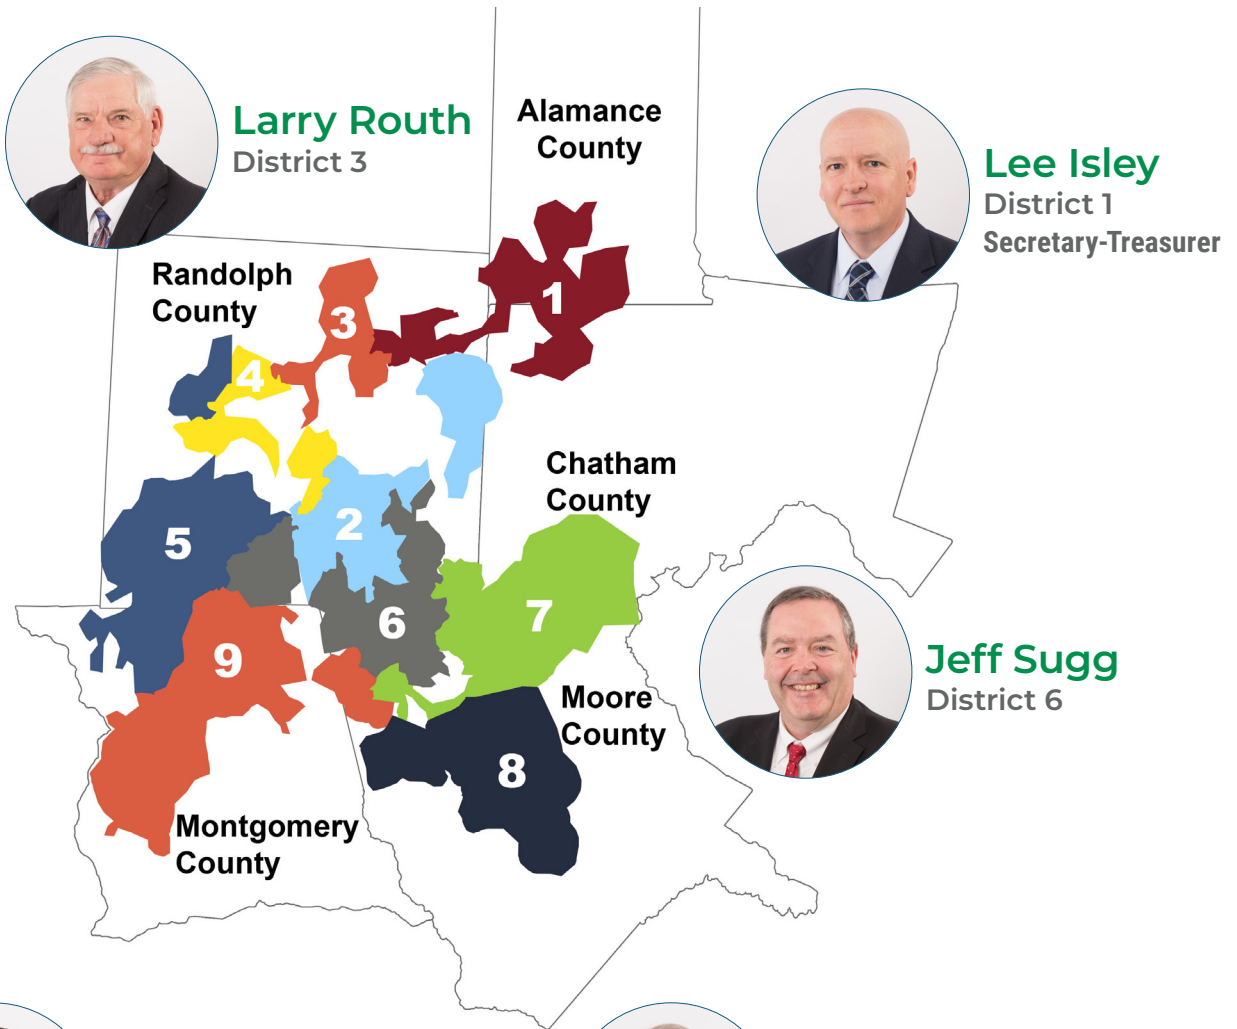 Larry Routh
District 3
Alamance
County
Lee Isley
District 1
Secretary-Treasurer
Randolph
County
1
3
4
Chatham
County
2
5
6
7
Jeff Sugg
District 6
9
Moore
County
8
Montgomery
County